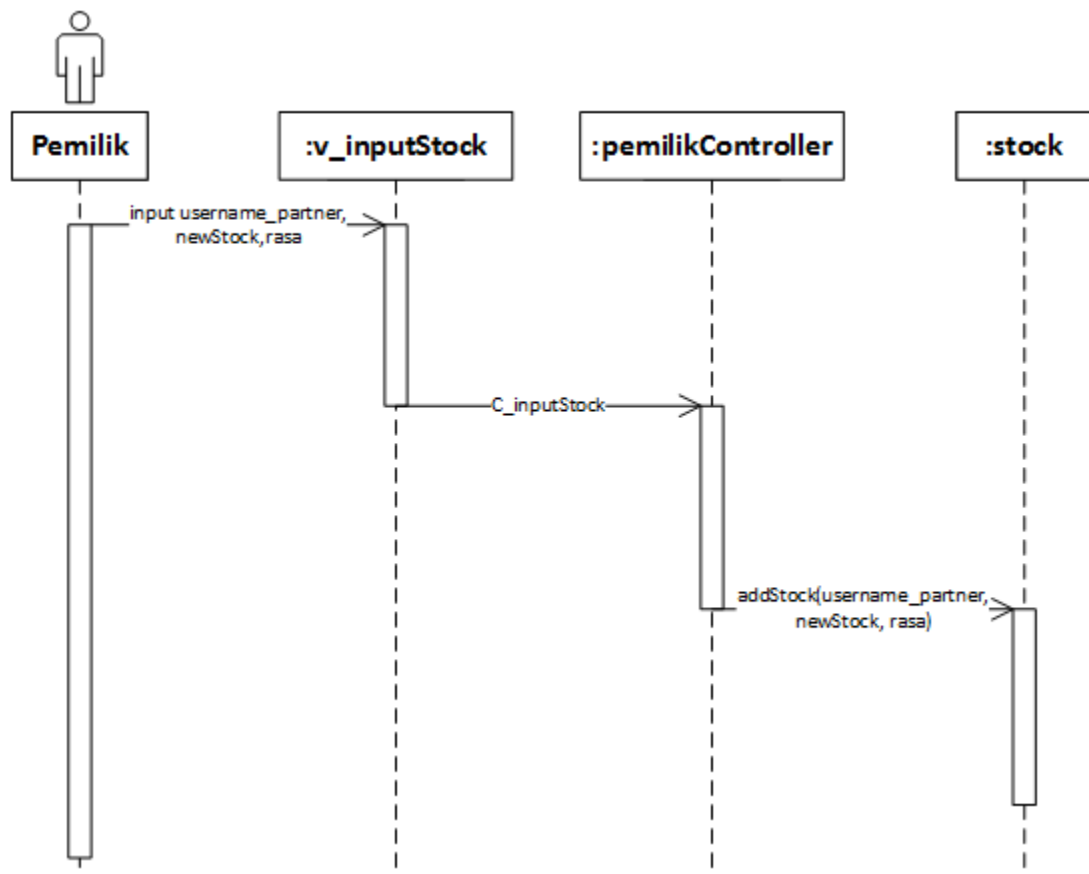 Pemilik
:v_inputStock
:pemilikController
:stock
input username_partner,
newStock,rasa
C_inputStock
addStock(username_partner,
newStock, rasa)